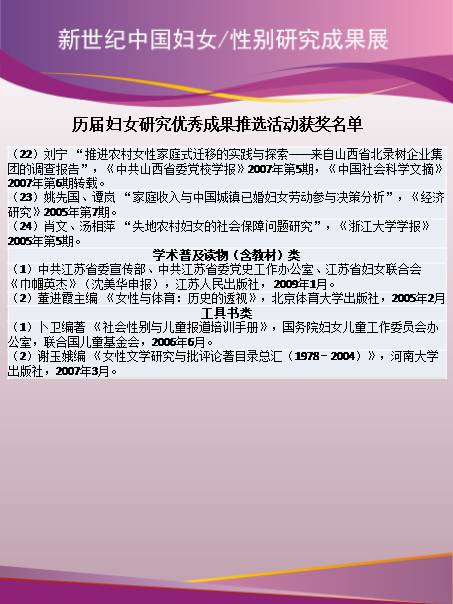 新世纪中国妇女/性别研究成果展
历届妇女研究优秀成果推选活动获奖名单
（22）刘宁 “推进农村女性家庭式迁移的实践与探索——来自山西省北录树企业集
团的调查报告”，《中共山西省委党校学报》2007年第5期，《中国社会科学文摘》
2007年第6期转载。
（23）姚先国、谭岚 “家庭收入与中国城镇已婚妇女劳动参与决策分析”，《经济
研究》2005年第7期。
（24）肖文、汤相萍 “失地农村妇女的社会保障问题研究”，《浙江大学学报》
2005年第5期。
学术普及读物（含教材）类
（1）中共江苏省委宣传部、中共江苏省委党史工作办公室、江苏省妇女联合会
《巾帼英杰》（沈美华申报），江苏人民出版社， 2009年1月。
（2）董进霞主编 《女性与体育：历史的透视》，北京体育大学出版社，2005年2月
工具书类
（1）卜卫编著 《社会性别与儿童报道培训手册》，国务院妇女儿童工作委员会办
公室，联合国儿童基金会，2006年6月。
（2）谢玉娥编 《女性文学研究与批评论著目录总汇（1978－2004）》，河南大学
出版社，2007年3月。